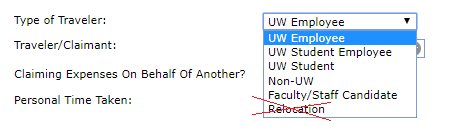 Type of Traveler: UW Employee
UW Employee
Traveler/Claimant:
UW Student Employee
UW Student
Claiming Expenses On Behalf Of Another?
Non-UW
Faculty/Staff Candidate
Personal Time Taken:
Relocation